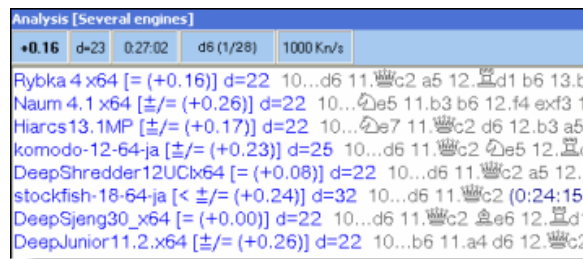 Analysis [Several engines]
+0.16 d=23 0:27:02 d6 (1/28) 1000 Kn/s
Rybka 4 x64 [= (+0.16)] d=22 10...d6 11.♕c2 a5 12.♖d1 b6 13.b
Naum 4.1 x64 [±/= (+0.26)] d=22 10...♘e5 11.b3 b6 12.f4 exf3 1
Hiarcs13.1MP [±/= (+0.17)] d=22 10...♘e7 11.♕c2 d6 12.b3 a5
komodo-12-64-ja [±/= (+0.23)] d=25 10...d6 11.♕c2 ♘e5 12.♖
DeepShredder12UCIx64 [= (+0.08)] d=22 10...d6 11.♕c2 a5 12.
stockfish-18-64-ja [< ±/= (+0.24)] d=32 10...d6 11.♕c2 (0:24:15
DeepSjeng30_x64 [= (+0.00)] d=22 10...d6 11.♕c2 ♗e6 12.♖d
DeepJunior11.2.x64 [±/= (+0.26)] d=22 10...b6 11.a4 d6 12.♕c2